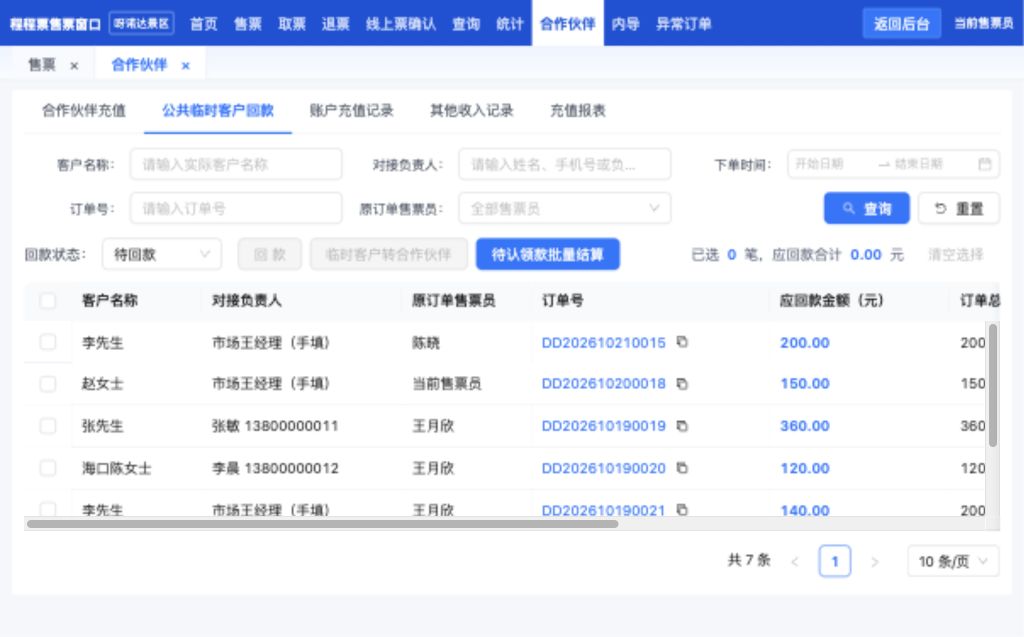 程程票售票窗口 呀诺达景区 首页 售票 取票 退票 线上票确认 查询 统计 合作伙伴 内导 异常订单 返回后台 当前售票员
售票 × 合作伙伴 ×
合作伙伴充值 公共临时客户回款 账户充值记录 其他收入记录 充值报表
客户名称: 请输入实际客户名称 对接负责人: 请输入姓名、手机号或负... 下单时间: 开始日期 → 结束日期
订单号: 请输入订单号 原订单售票员: 全部售票员 查询 重置
回款状态: 待回款 回 款 临时客户转合作伙伴 待认领款批量结算 已选 0 笔, 应回款合计 0.00 元 清空选择
客户名称 对接负责人 原订单售票员 订单号 应回款金额（元） 订单总
李先生 市场王经理（手填） 陈晓 DD202610210015 200.00 200
赵女士 市场王经理（手填） 当前售票员 DD202610200018 150.00 150
张先生 张敏 13800000011 王月欣 DD202610190019 360.00 360
海口陈女士 李晨 13800000012 王月欣 DD202610190020 120.00 120
李先生 市场王经理（手填） 王月欣 DD202610190021 140.00 200
共 7 条 < 1 > 10 条/页